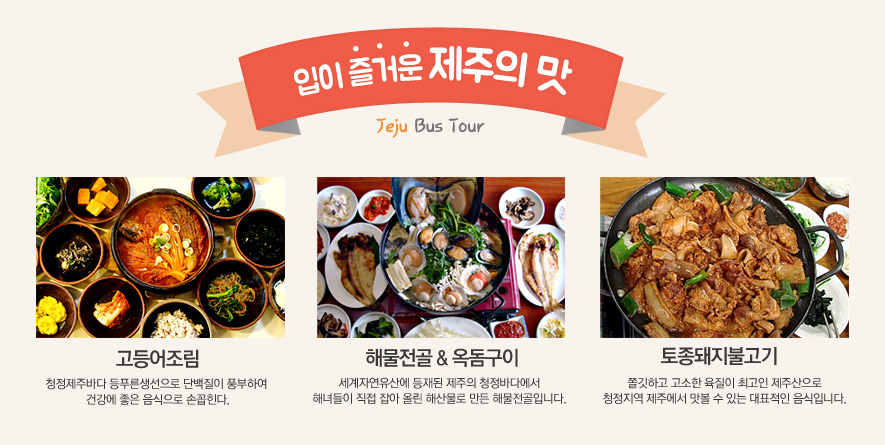 입이 즐거운 제주의 맛
Jeju Bus Tour
고등어조림
청정제주바다 등푸른생선으로 단백질이 풍부하여
건강에 좋은 음식으로 손꼽힌다.
해물전골 & 옥돔구이
세계자연유산에 등재된 제주의 청정바다에서
해녀들이 직접 잡아 올린 해산물로 만든 해물전골입니다.
토종돼지불고기
쫄깃하고 고소한 육질이 최고인 제주산으로
청정지역 제주에서 맛볼 수 있는 대표적인 음식입니다.